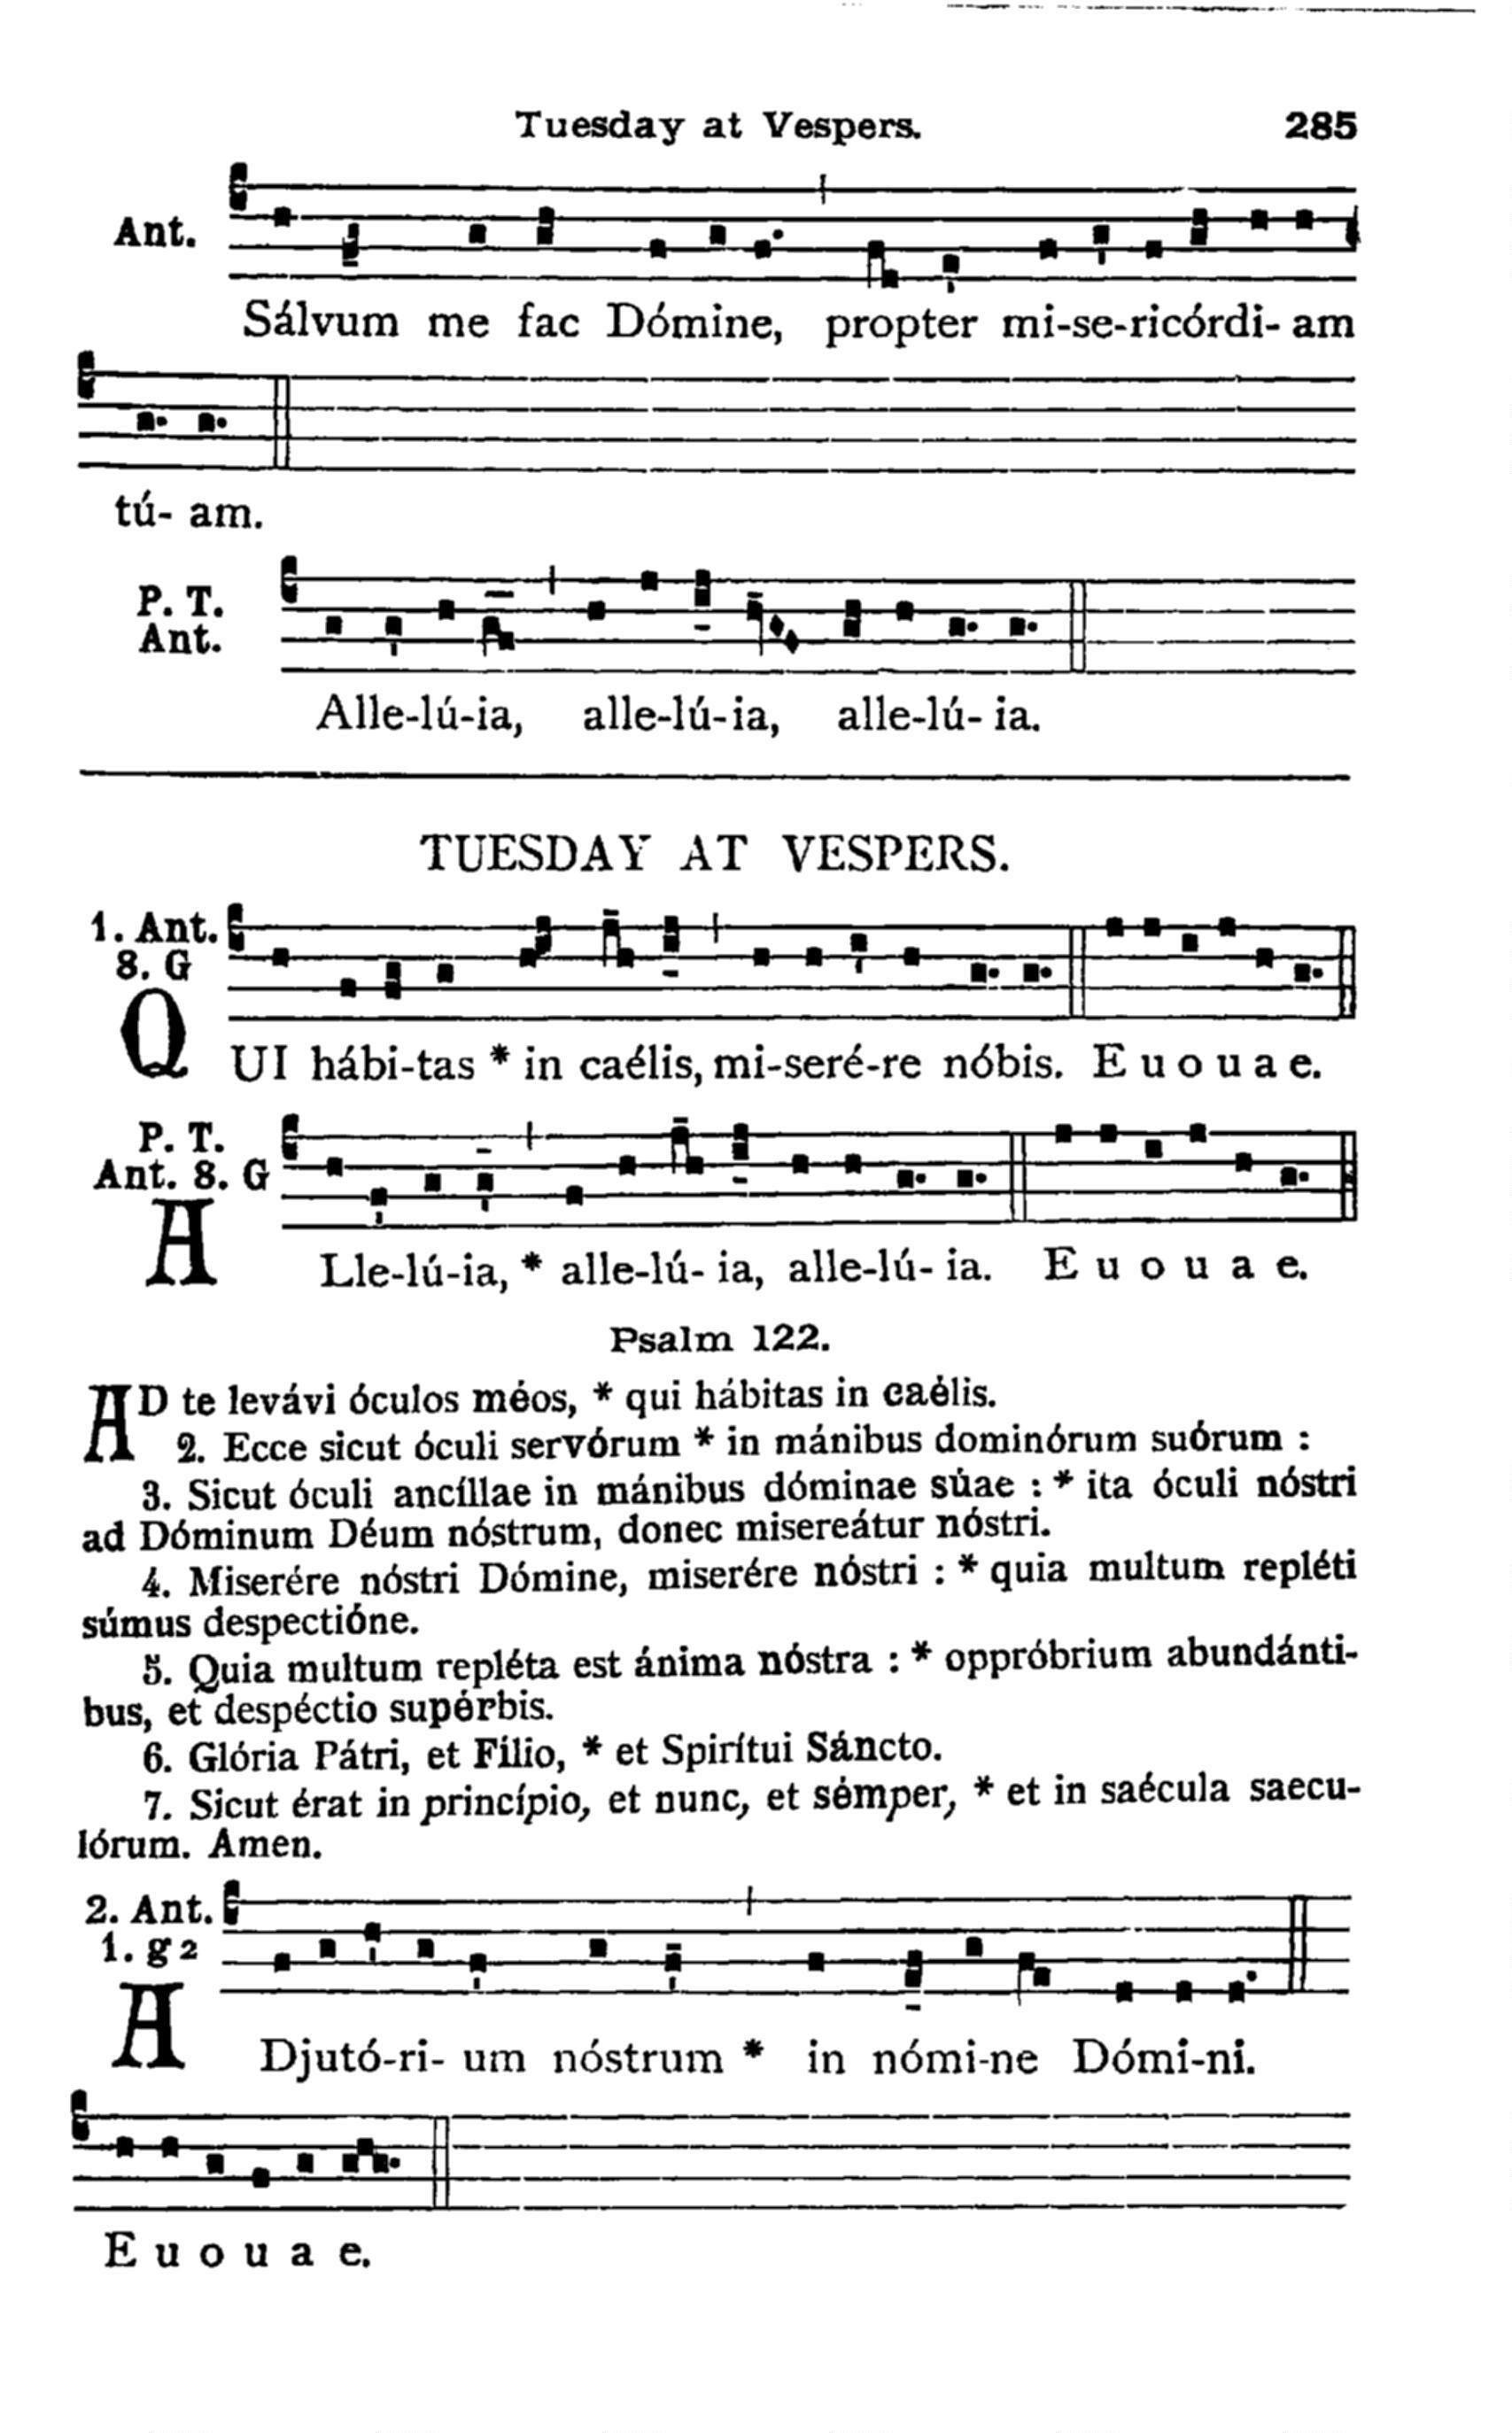 Tuesday at Vespers. 285
Ant.
Sálvum me fac Dómine, propter mi-se-ricórdi- am
tú- am.
P. T.
Ant.
Alle-lú-ia, alle-lú-ia, alle-lú- ia.
TUESDAY AT VESPERS.
1. Ant.
8. G
QUI hábi-tas * in caélis, mi-seré-re nóbis. E u o u a e.
P. T.
Ant. 8. G
ALle-lú-ia, * alle-lú- ia, alle-lú- ia. E u o u a e.
Psalm 122.
AD te levávi óculos méos, * qui hábitas in caélis.
2. Ecce sicut óculi servórum * in mánibus dominórum suórum :
3. Sicut óculi ancíllae in mánibus dóminae súae : * ita óculi nóstri
ad Dóminum Déum nóstrum, donec misereátur nóstri.
4. Miserére nóstri Dómine, miserére nóstri : * quia multum repléti
súmus despectióne.
5. Quia multum repléta est ánima nóstra : * oppróbrium abundánti-
bus, et despéctio supérbis.
6. Glória Pátri, et Fílio, * et Spirítui Sáncto.
7. Sicut érat in princípio, et nunc, et sémper, * et in saécula saecu-
lórum. Amen.
2. Ant.
1. g 2
ADjutó-ri- um nóstrum * in nómi-ne Dómi-ni.
E u o u a e.